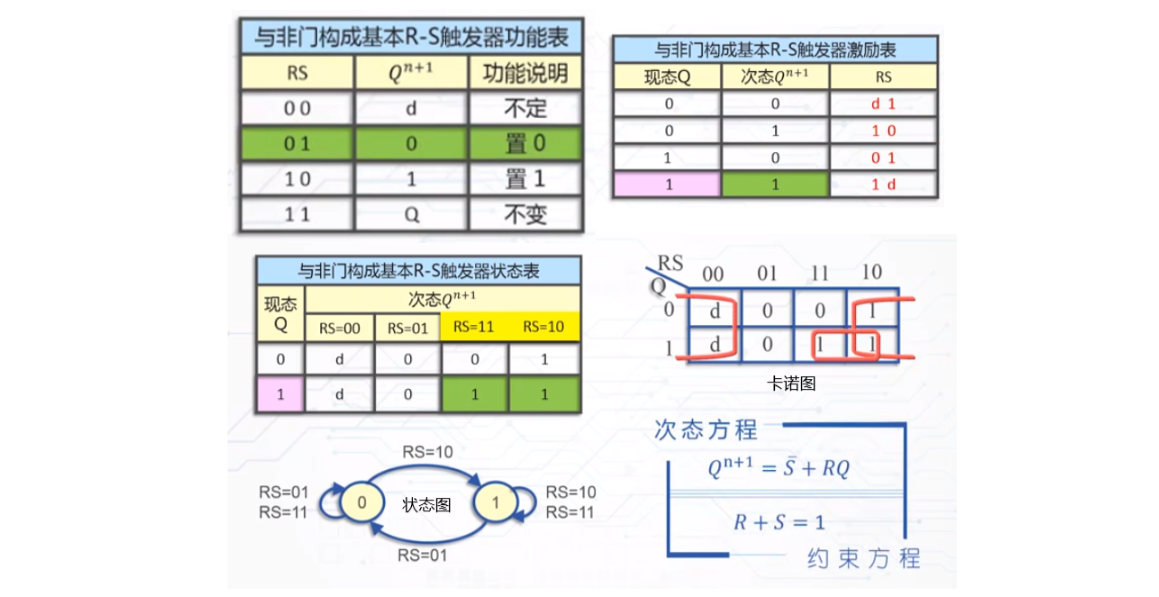 与非门构成基本R-S触发器功能表
RS Qⁿ⁺¹ 功能说明
0 0 d 不定
0 1 0 置 0
1 0 1 置 1
1 1 Q 不变
与非门构成基本R-S触发器激励表
现态Q 次态Qⁿ⁺¹ RS
0 0 d 1
0 1 1 0
1 0 0 1
1 1 1 d
与非门构成基本R-S触发器状态表
现态
Q
次态Qⁿ⁺¹
RS=00 RS=01 RS=11 RS=10
0 d 0 0 1
1 d 0 1 1
RS
Q
00 01 11 10
0 d 0 0 1
1 d 0 1 1
卡诺图
RS=10
RS=01
RS=11
0
状态图
1
RS=10
RS=11
RS=01
次态方程
Qⁿ⁺¹ = S̄ + RQ
R + S = 1
约束方程